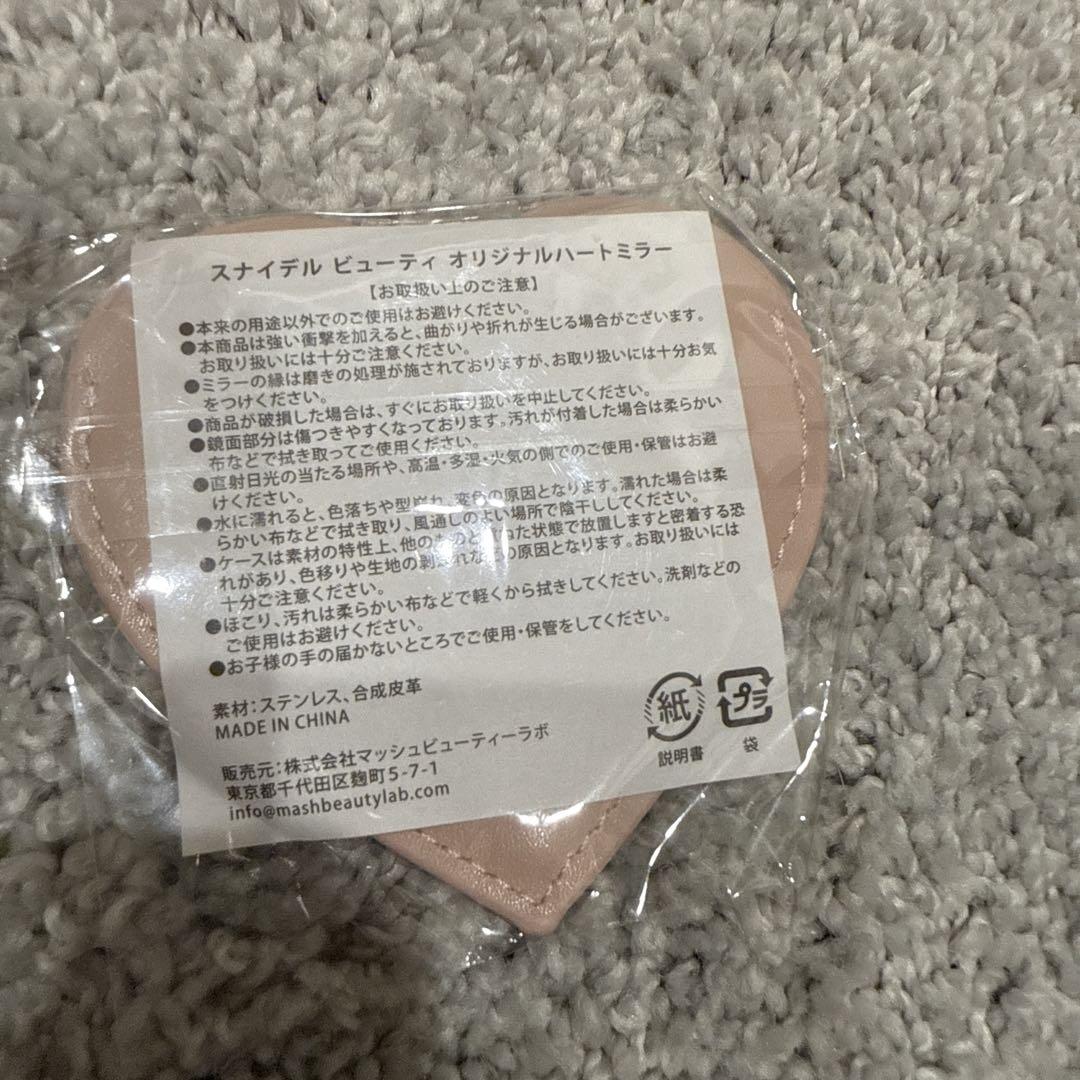 スナイデル ビューティ オリジナルハートミラー
【お取扱い上のご注意】
●本来の用途以外でのご使用はお避けください。
●本商品は強い衝撃を加えると、曲がりや折れが生じる場合がございます。
お取り扱いには十分ご注意ください。
●ミラーの縁は磨きの処理が施されておりますが、お取り扱いには十分お気
をつけください。
●商品が破損した場合は、すぐにお取り扱いを中止してください。
●鏡面部分は傷つきやすくなっております。汚れが付着した場合は柔らかい
布などで拭き取ってご使用ください。
●直射日光の当たる場所や、高温・多湿・火気の側でのご使用・保管はお避
けください。
●水に濡れると、色落ちや型崩れ、変色の原因となります。濡れた場合は柔
らかい布などで拭き取り、風通しのよい場所で陰干ししてください。
●ケースは素材の特性上、他のものと重ねた状態で放置しますと密着する恐
れがあり、色移りや生地の剥がれなどの原因となります。お取り扱いには
十分ご注意ください。
●ほこり、汚れは柔らかい布などで軽くから拭きしてください。洗剤などの
ご使用はお避けください。
●お子様の手の届かないところでご使用・保管をしてください。
素材：ステンレス、合成皮革
MADE IN CHINA
販売元：株式会社マッシュビューティーラボ
東京都千代田区麹町5-7-1
info@mashbeautylab.com
紙
説明書
プラ
袋